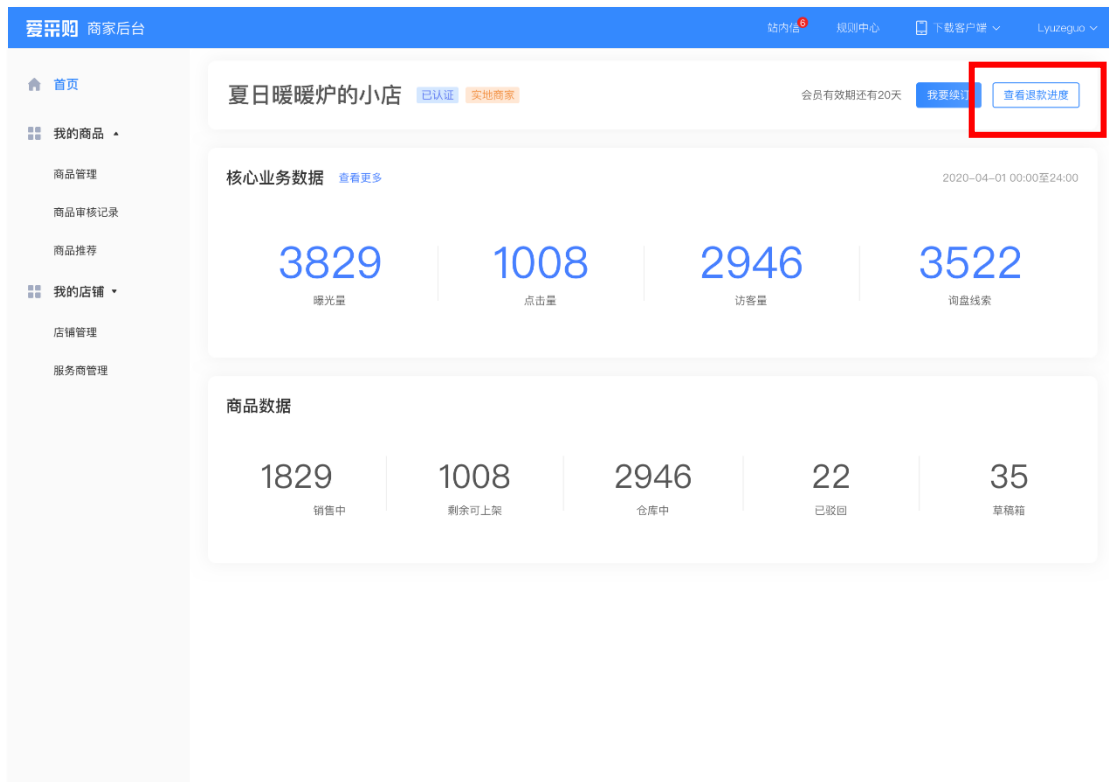 爱采购 商家后台 站内信 6 规则中心 下载客户端 Lyuzeguo
首页
夏日暖暖炉的小店 已认证 实地商家 会员有效期还有20天 我要续订 查看退款进度
我的商品
商品管理
商品审核记录
商品推荐
我的店铺
店铺管理
服务商管理
核心业务数据 查看更多 2020-04-01 00:00至24:00
3829 1008 2946 3522
曝光量 点击量 访客量 询盘线索
商品数据
1829 1008 2946 22 35
销售中 剩余可上架 仓库中 已驳回 草稿箱